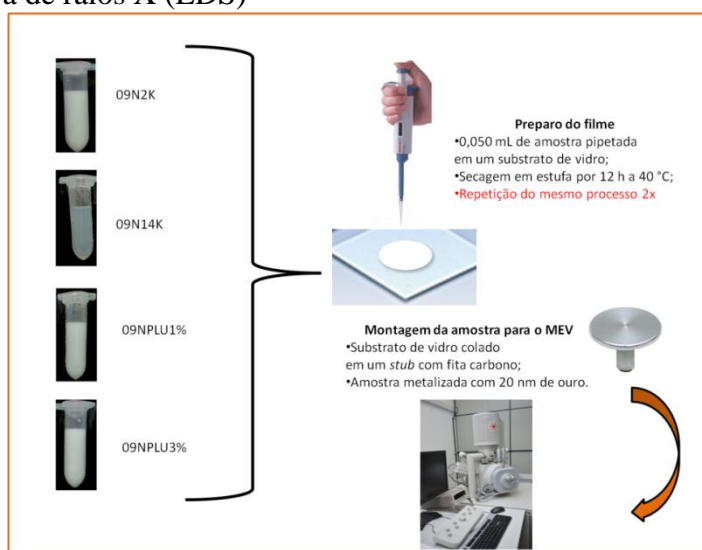 a de raios X (EDS)
09N2K
09N14K
09NPLU1%
09NPLU3%
Preparo do filme
•0,050 mL de amostra pipetada
em um substrato de vidro;
•Secagem em estufa por 12 h a 40 °C;
•Repetição do mesmo processo 2x
Montagem da amostra para o MEV
•Substrato de vidro colado
em um stub com fita carbono;
•Amostra metalizada com 20 nm de ouro.